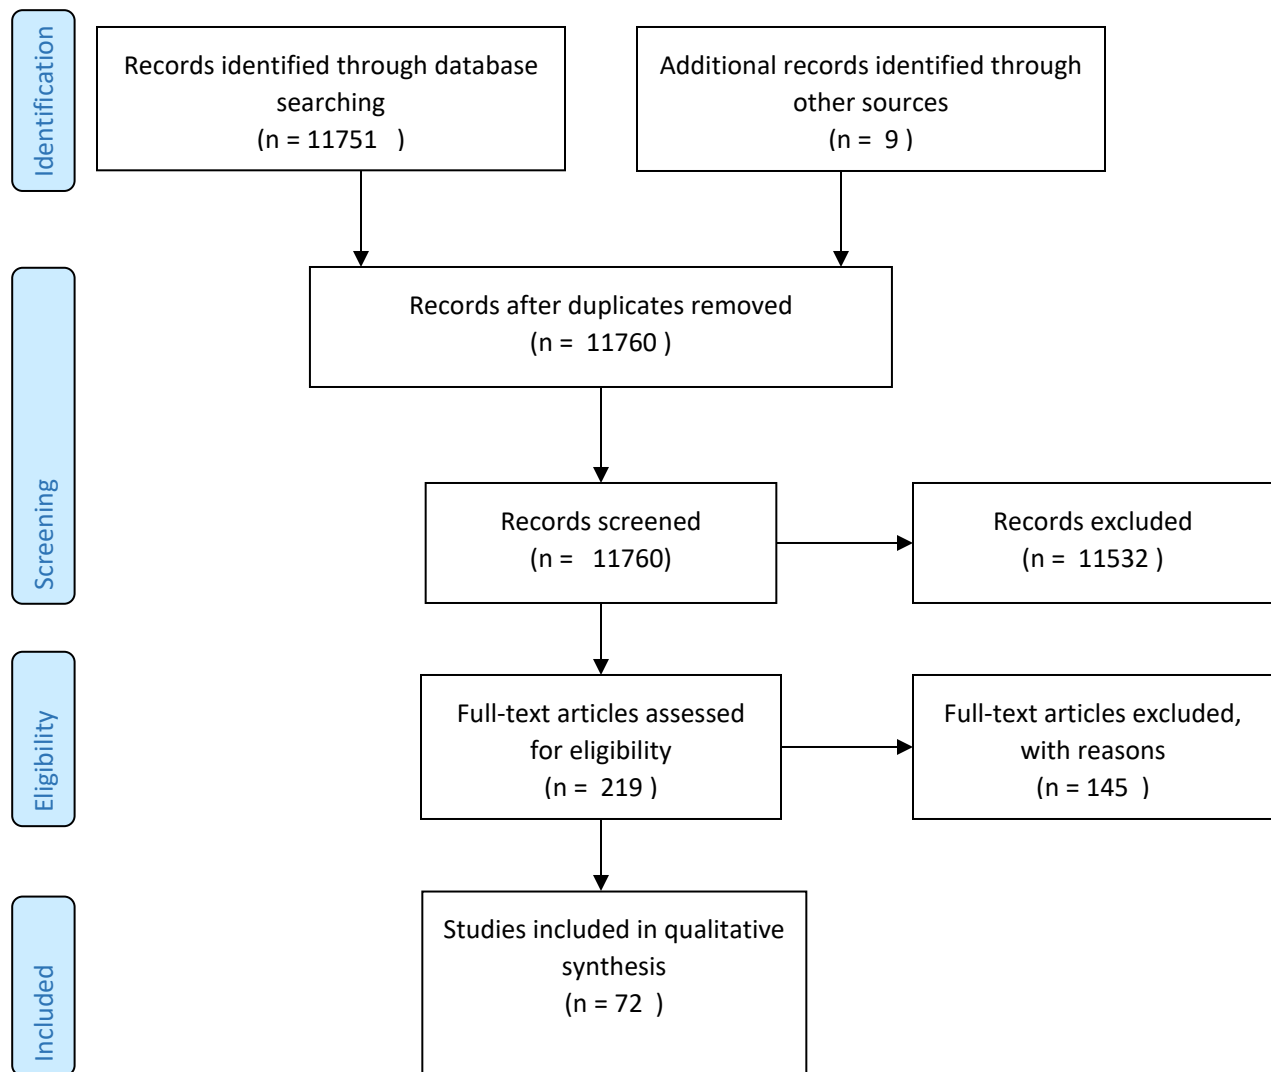 Identification
Records identified through database
searching
(n = 11751   )
Additional records identified through
other sources
(n =  9 )
Screening
Records after duplicates removed
(n =  11760 )
Records screened
(n =   11760)
Records excluded
(n =  11532 )
Eligibility
Full-text articles assessed
for eligibility
(n =  219 )
Full-text articles excluded,
with reasons
(n = 145  )
Included
Studies included in qualitative
synthesis
(n = 72  )